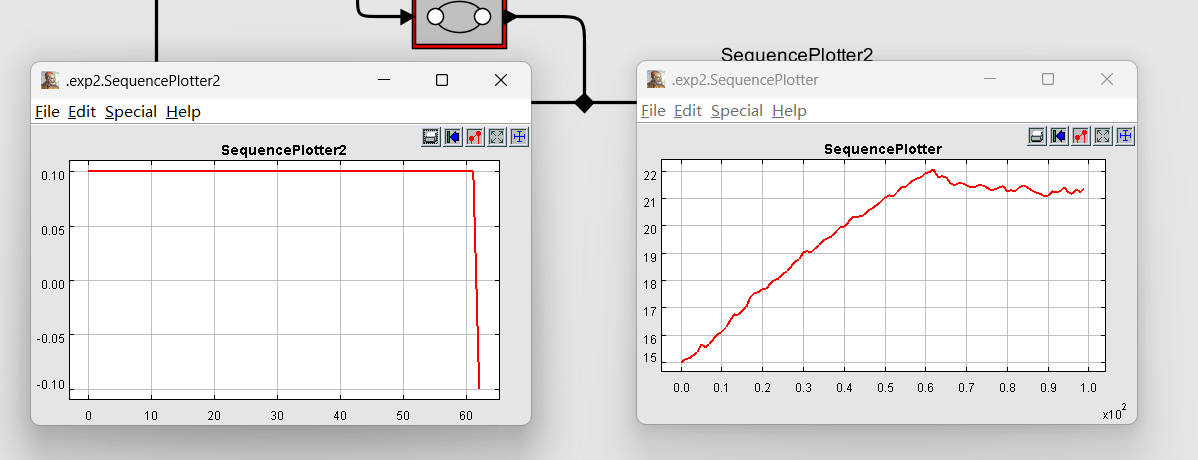 SequencePlotter2
.exp2.SequencePlotter2
File Edit Special Help
SequencePlotter2
0.10
0.05
0.00
-0.05
-0.10
0 10 20 30 40 50 60
.exp2.SequencePlotter
File Edit Special Help
SequencePlotter
22
21
20
19
18
17
16
15
0.0 0.1 0.2 0.3 0.4 0.5 0.6 0.7 0.8 0.9 1.0
x10²